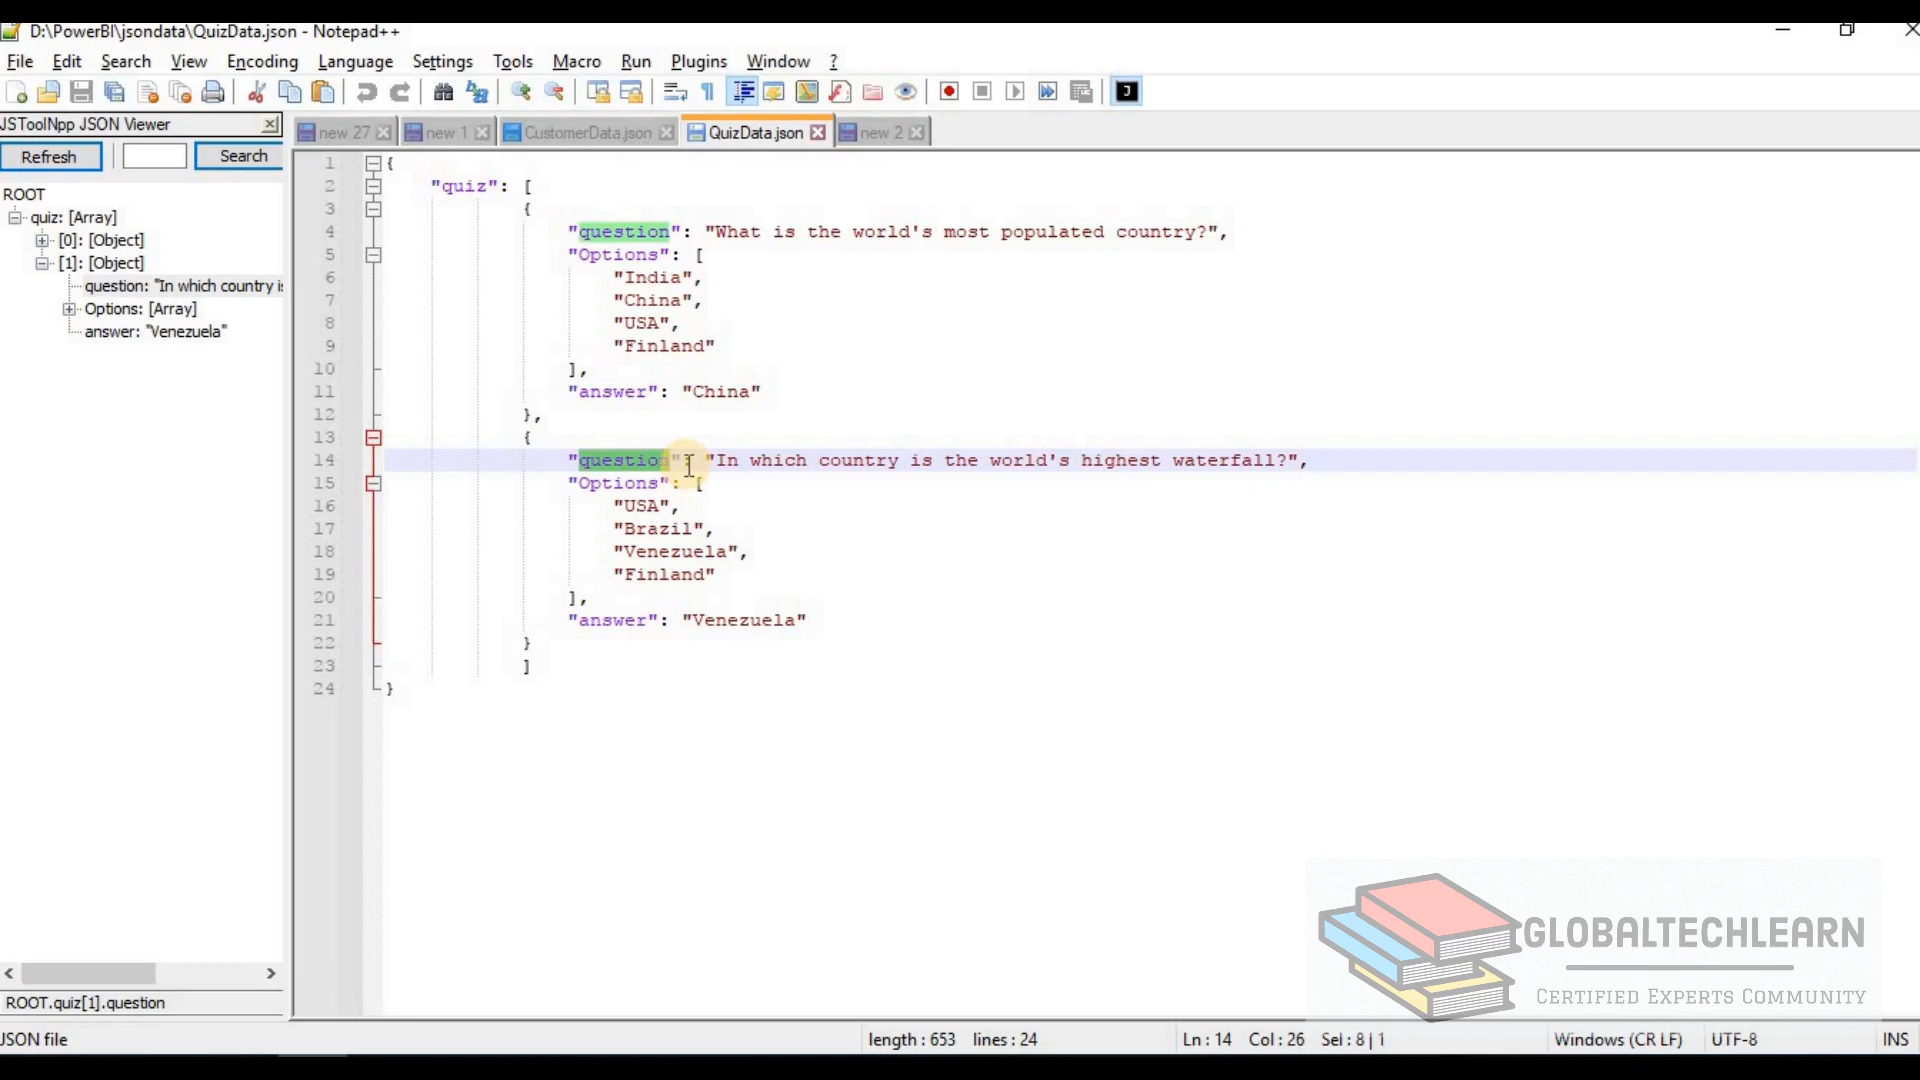 D:\PowerBI\jsondata\QuizData.json - Notepad++
File Edit Search View Encoding Language Settings Tools Macro Run Plugins Window ?
JSToolNpp JSON Viewer
Refresh Search
ROOT
quiz: [Array]
[0]: [Object]
[1]: [Object]
question: "In which country i
Options: [Array]
answer: "Venezuela"
ROOT.quiz[1].question
new 27 new 1 CustomerData.json QuizData.json new 2
1 {
2 "quiz": [
3 {
4 "question": "What is the world's most populated country?",
5 "Options": [
6 "India",
7 "China",
8 "USA",
9 "Finland"
10 ],
11 "answer": "China"
12 },
13 {
14 "question": "In which country is the world's highest waterfall?",
15 "Options": [
16 "USA",
17 "Brazil",
18 "Venezuela",
19 "Finland"
20 ],
21 "answer": "Venezuela"
22 }
23 ]
24 }
GLOBALTECHLEARN
CERTIFIED EXPERTS COMMUNITY
JSON file length : 653 lines : 24 Ln : 14 Col : 26 Sel : 8 | 1 Windows (CR LF) UTF-8 INS